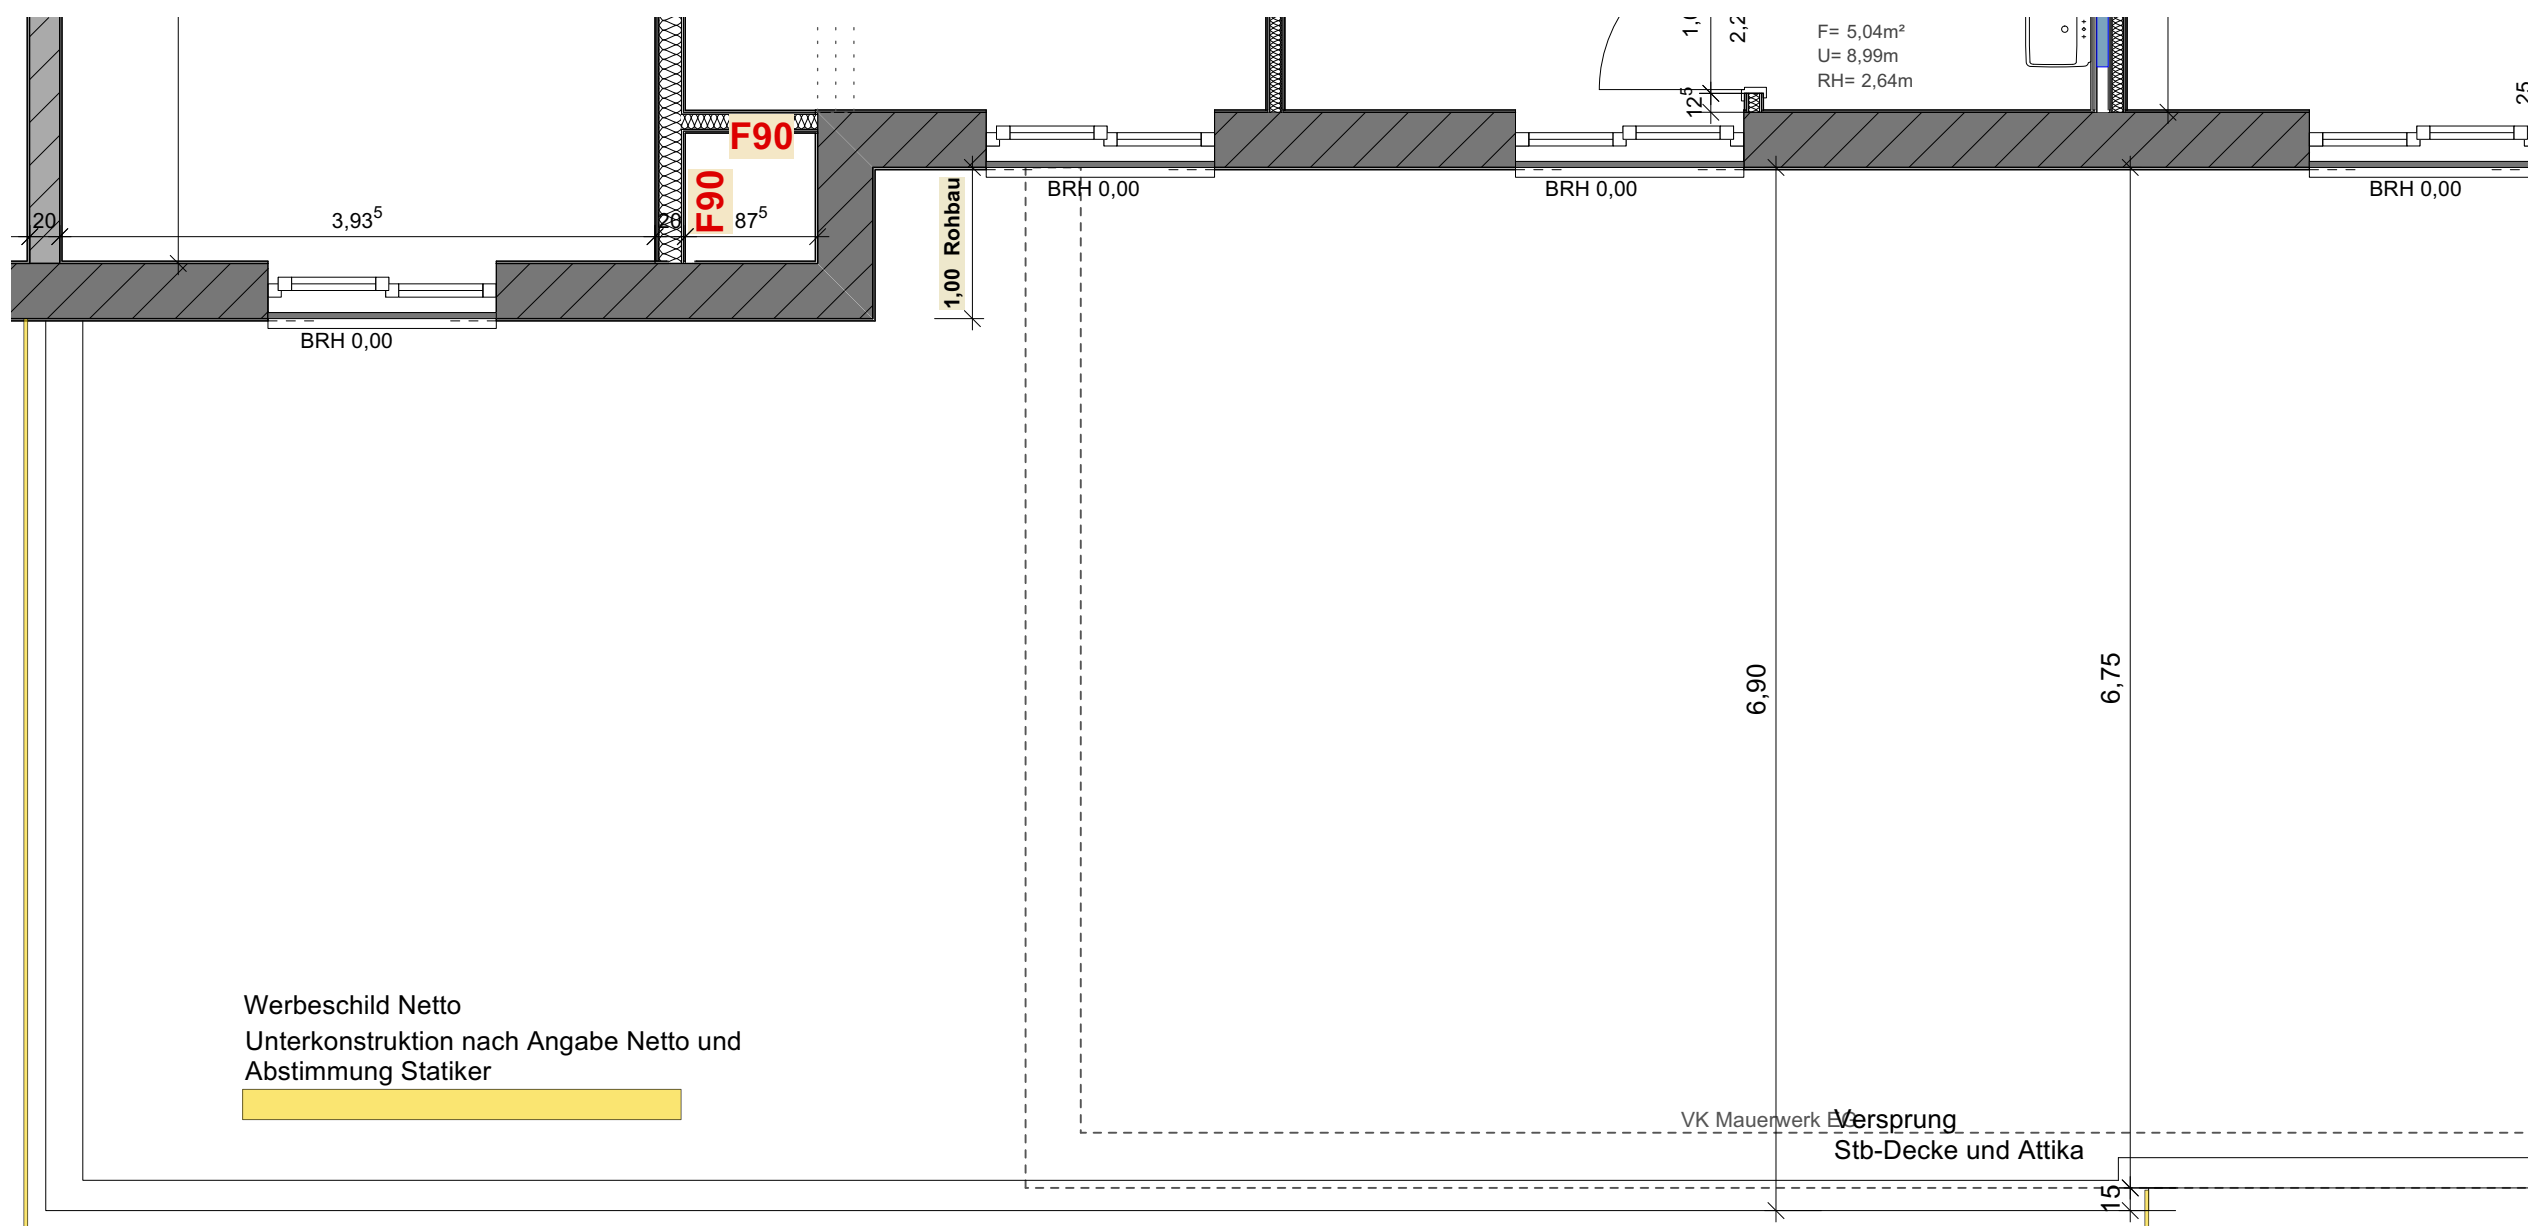 F= 5,04m²
U= 8,99m
RH= 2,64m
12⁵
25
F90
F90
BRH 0,00
BRH 0,00
BRH 0,00
20
3,93⁵
20
87⁵
1,00 Rohbau
BRH 0,00
6,90
6,75
Werbeschild Netto
Unterkonstruktion nach Angabe Netto und
Abstimmung Statiker
VK Mauerwerk EG
Versprung
Stb-Decke und Attika
15